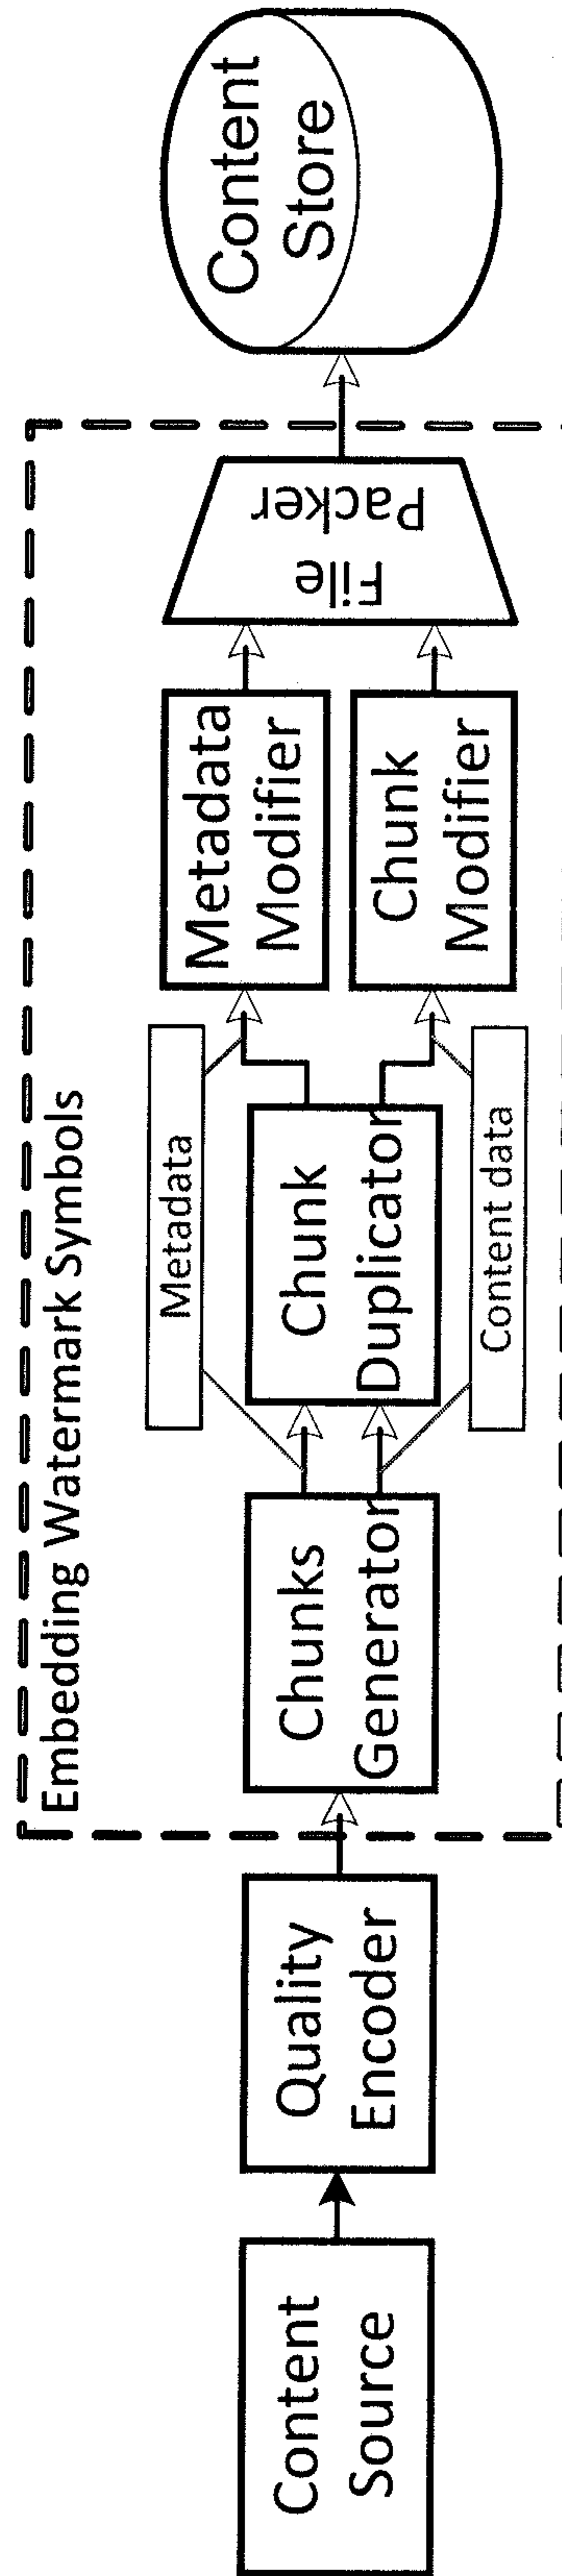 Embedding Watermark Symbols
Content
Source
Quality
Encoder
Chunks
Generator
Metadata
Chunk
Duplicator
Content data
Metadata
Modifier
Chunk
Modifier
File
Packer
Content
Store